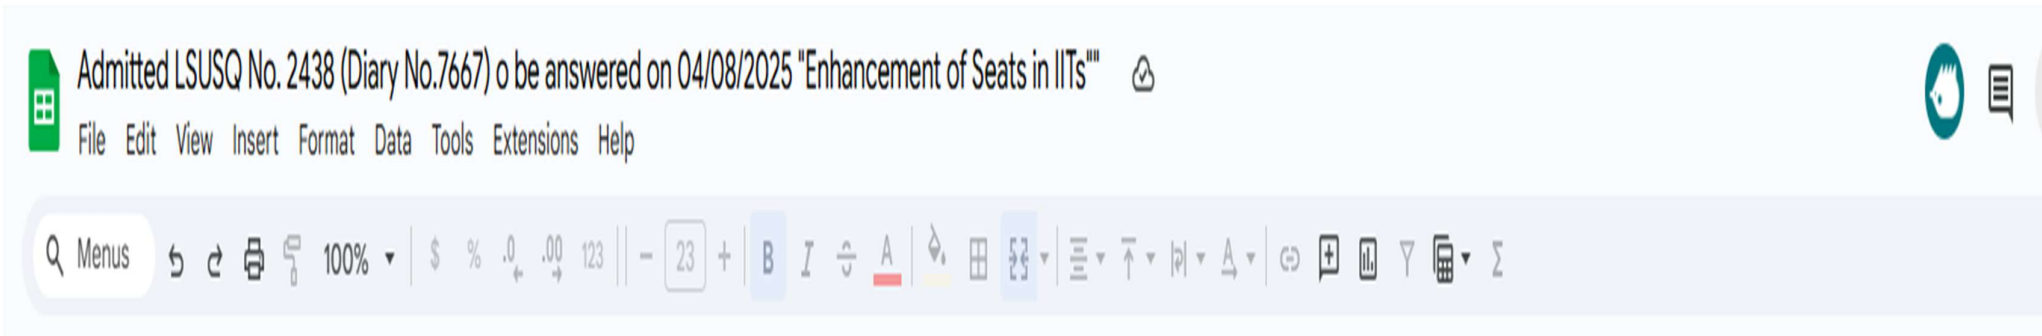 Admitted LSUSQ No. 2438 (Diary No.7667) o be answered on 04/08/2025 "Enhancement of Seats in IITs""
File Edit View Insert Format Data Tools Extensions Help
Menus 100% $ % .0 .00 123 23 B I S A A Σ